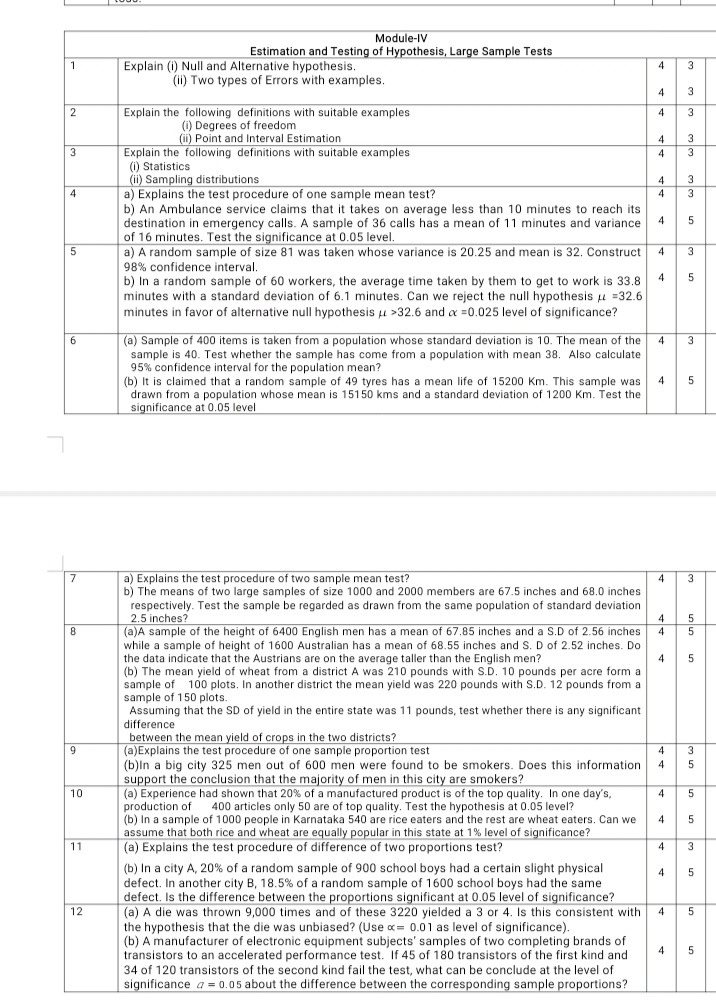 Module-IV
Estimation and Testing of Hypothesis, Large Sample Tests
1 Explain (i) Null and Alternative hypothesis. 4 3
(ii) Two types of Errors with examples.
4 3
2 Explain the following definitions with suitable examples 4 3
(i) Degrees of freedom
(ii) Point and Interval Estimation 4 3
3 Explain the following definitions with suitable examples 4 3
(i) Statistics
(ii) Sampling distributions 4 3
4 a) Explains the test procedure of one sample mean test? 4 3
b) An Ambulance service claims that it takes on average less than 10 minutes to reach its
destination in emergency calls. A sample of 36 calls has a mean of 11 minutes and variance 4 5
of 16 minutes. Test the significance at 0.05 level.
5 a) A random sample of size 81 was taken whose variance is 20.25 and mean is 32. Construct 4 3
98% confidence interval.
b) In a random sample of 60 workers, the average time taken by them to get to work is 33.8 4 5
minutes with a standard deviation of 6.1 minutes. Can we reject the null hypothesis μ =32.6
minutes in favor of alternative null hypothesis μ >32.6 and α =0.025 level of significance?
6 (a) Sample of 400 items is taken from a population whose standard deviation is 10. The mean of the 4 3
sample is 40. Test whether the sample has come from a population with mean 38. Also calculate
95% confidence interval for the population mean?
(b) It is claimed that a random sample of 49 tyres has a mean life of 15200 Km. This sample was 4 5
drawn from a population whose mean is 15150 kms and a standard deviation of 1200 Km. Test the
significance at 0.05 level
7 a) Explains the test procedure of two sample mean test? 4 3
b) The means of two large samples of size 1000 and 2000 members are 67.5 inches and 68.0 inches
respectively. Test the sample be regarded as drawn from the same population of standard deviation
2.5 inches? 4 5
8 (a)A sample of the height of 6400 English men has a mean of 67.85 inches and a S.D of 2.56 inches 4 5
while a sample of height of 1600 Australian has a mean of 68.55 inches and S. D of 2.52 inches. Do
the data indicate that the Austrians are on the average taller than the English men? 4 5
(b) The mean yield of wheat from a district A was 210 pounds with S.D. 10 pounds per acre form a
sample of 100 plots. In another district the mean yield was 220 pounds with S.D. 12 pounds from a
sample of 150 plots.
Assuming that the SD of yield in the entire state was 11 pounds, test whether there is any significant
difference
between the mean yield of crops in the two districts?
9 (a)Explains the test procedure of one sample proportion test 4 3
(b)In a big city 325 men out of 600 men were found to be smokers. Does this information 4 5
support the conclusion that the majority of men in this city are smokers?
10 (a) Experience had shown that 20% of a manufactured product is of the top quality. In one day's, 4 5
production of 400 articles only 50 are of top quality. Test the hypothesis at 0.05 level?
(b) In a sample of 1000 people in Karnataka 540 are rice eaters and the rest are wheat eaters. Can we 4 5
assume that both rice and wheat are equally popular in this state at 1% level of significance?
11 (a) Explains the test procedure of difference of two proportions test? 4 3
(b) In a city A, 20% of a random sample of 900 school boys had a certain slight physical 4 5
defect. In another city B, 18.5% of a random sample of 1600 school boys had the same
defect. Is the difference between the proportions significant at 0.05 level of significance?
12 (a) A die was thrown 9,000 times and of these 3220 yielded a 3 or 4. Is this consistent with 4 5
the hypothesis that the die was unbiased? (Use ∝= 0.01 as level of significance).
(b) A manufacturer of electronic equipment subjects' samples of two completing brands of
transistors to an accelerated performance test. If 45 of 180 transistors of the first kind and 4 5
34 of 120 transistors of the second kind fail the test, what can be conclude at the level of
significance α = 0.05 about the difference between the corresponding sample proportions?